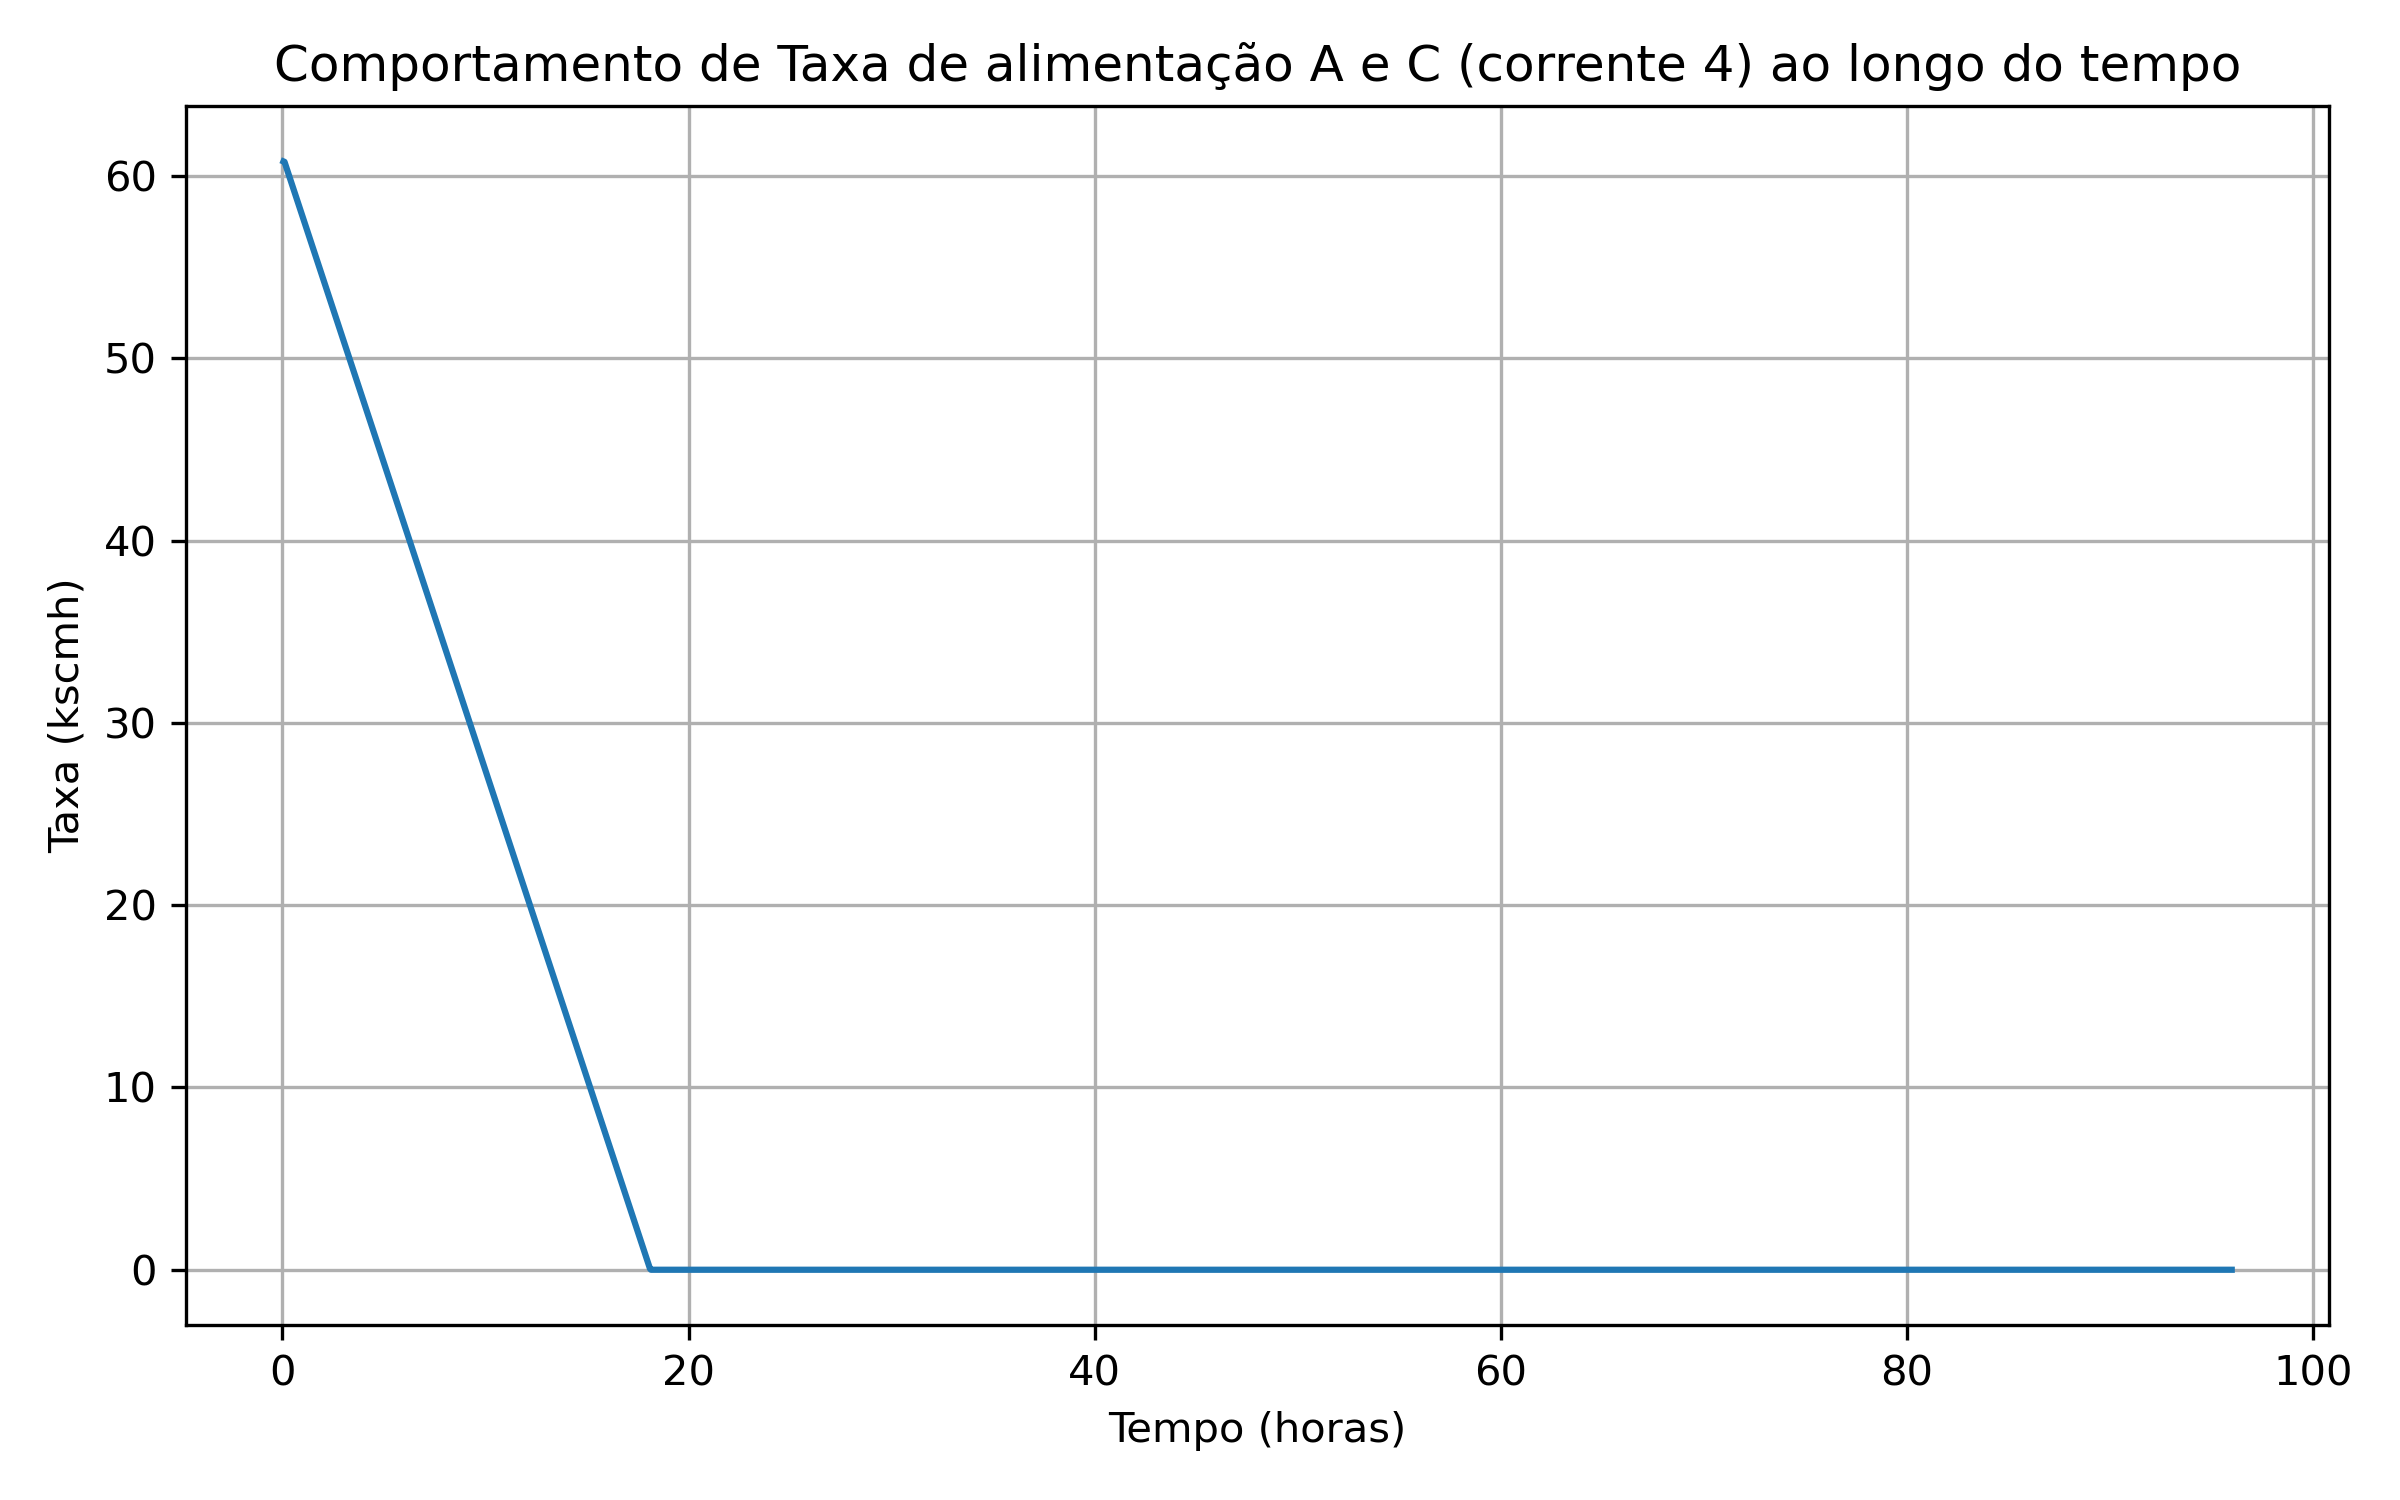 Comportamento de Taxa de alimentação A e C (corrente 4) ao longo do tempo
60
50
40
30
20
10
0
Taxa (kscmh)
0 20 40 60 80 100
Tempo (horas)